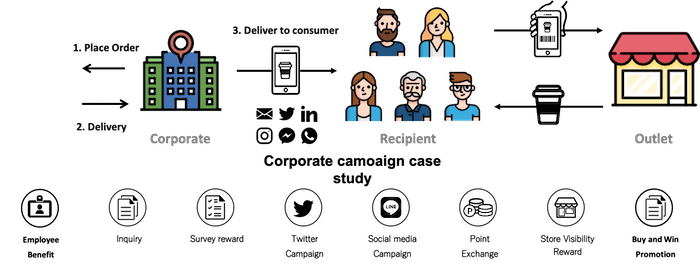 3. Deliver to consumer
1. Place Order
2. Delivery
Corporate
Recipient
Outlet
Corporate camoaign case
study
LINE
P
Employee
Benefit
Inquiry
Survey reward
Twitter
Campaign
Social media
Campaign
Point
Exchange
Store Visibility
Reward
Buy and Win
Promotion